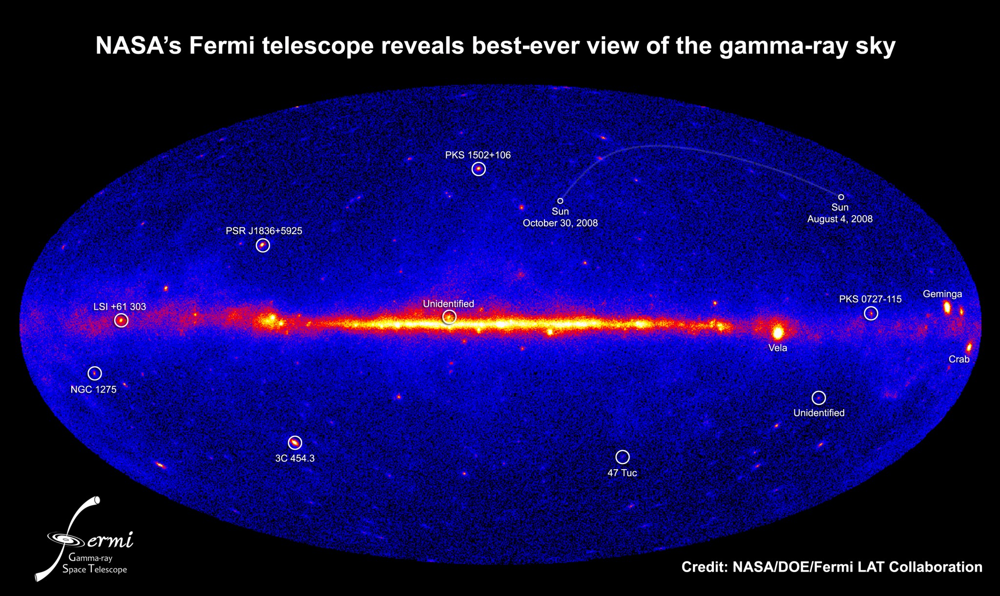 NASA’s Fermi telescope reveals best-ever view of the gamma-ray sky
PKS 1502+106
Sun
October 30, 2008
Sun
August 4, 2008
PSR J1836+5925
LSI +61 303
Unidentified
PKS 0727-115
Geminga
Vela
Crab
NGC 1275
Unidentified
3C 454.3
47 Tuc
Fermi
Gamma-ray
Space Telescope
Credit: NASA/DOE/Fermi LAT Collaboration